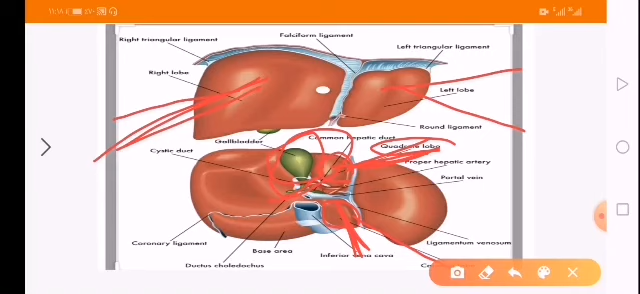 Falciform ligament
Right triangular ligament
Left triangular ligament
Right lobe
Left lobe
Round ligament
Common hepatic duct
Gallbladder
Quadrate lobe
Cystic duct
Proper hepatic artery
Portal vein
Coronary ligament
Ligamentum venosum
Base area
Inferior vena cava
Ductus choledochus